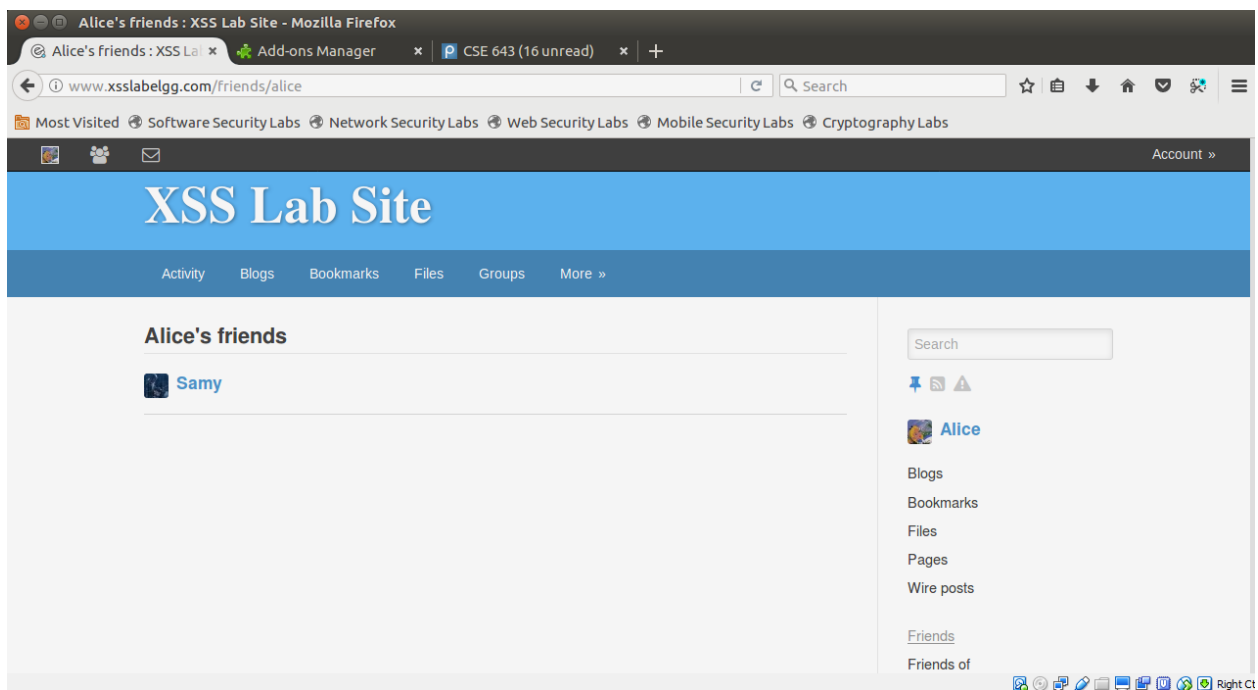 Alice's friends : XSS Lab Site - Mozilla Firefox
Alice's friends : XSS La Add-ons Manager CSE 643 (16 unread)
www.xsslabelgg.com/friends/alice Search
Most Visited Software Security Labs Network Security Labs Web Security Labs Mobile Security Labs Cryptography Labs
Account »
XSS Lab Site
Activity Blogs Bookmarks Files Groups More »
Alice's friends
Samy
Search
Alice
Blogs
Bookmarks
Files
Pages
Wire posts
Friends
Friends of
Right Ct